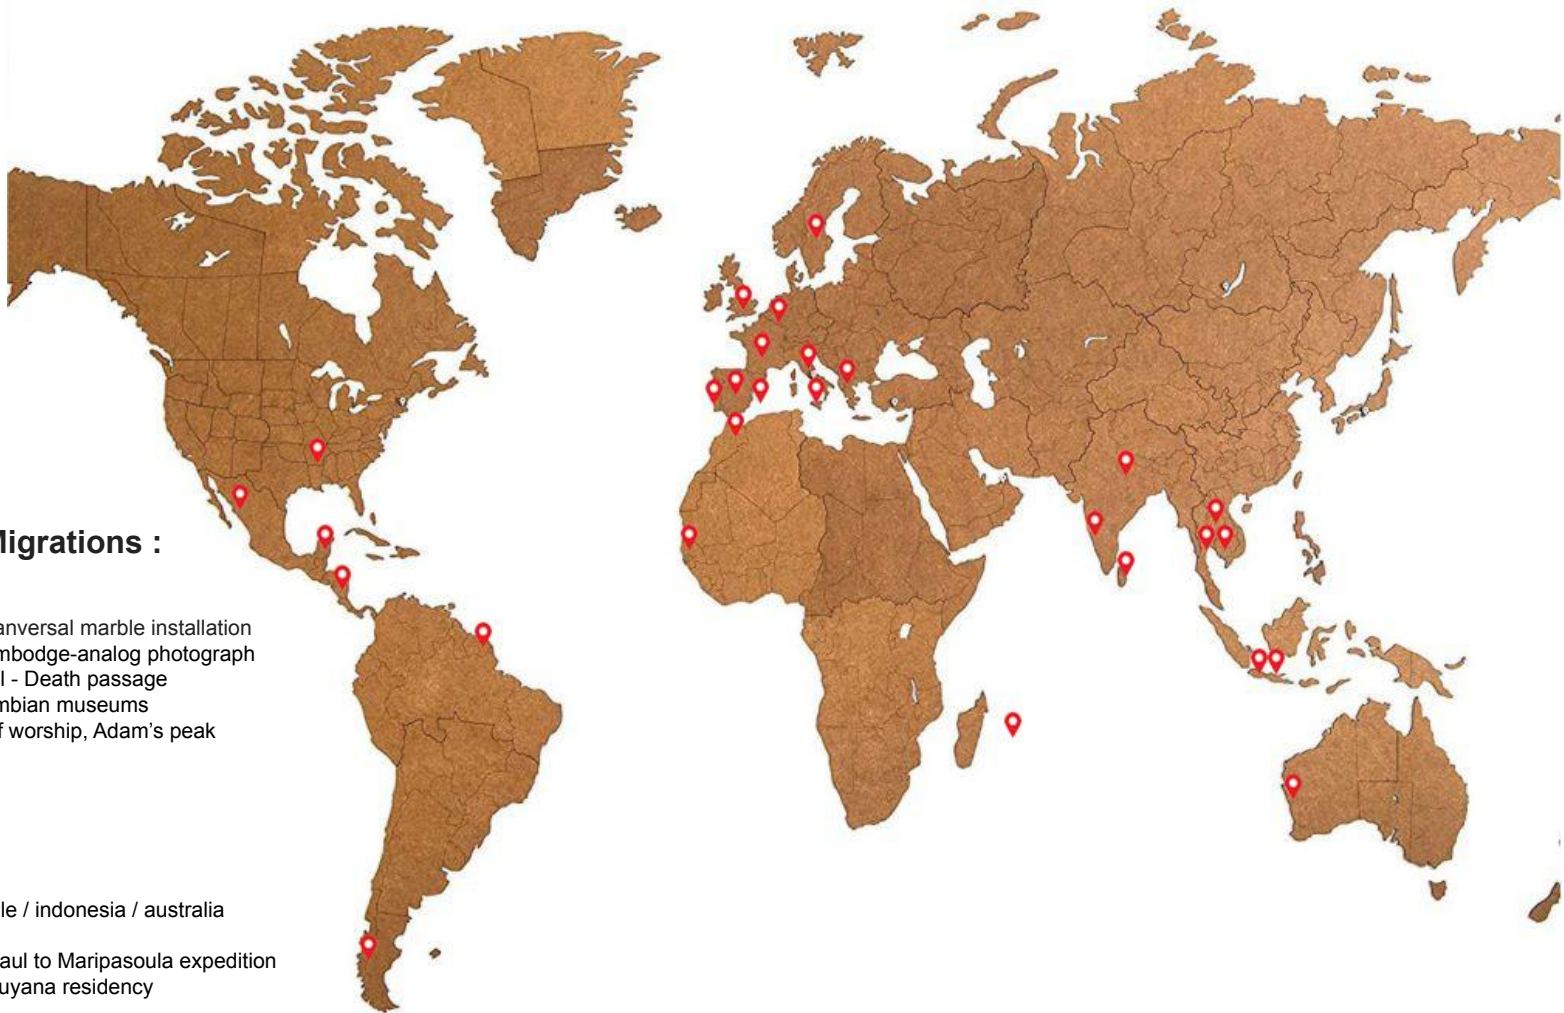 Migrations :
anversal marble installation
mbodge-analog photograph
l - Death passage
mbian museums
f worship, Adam's peak
le / indonesia / australia
aul to Maripasoula expedition
uyana residency